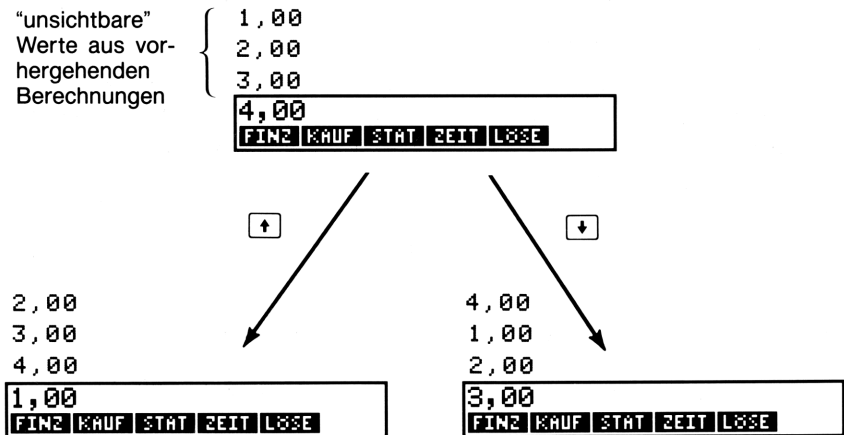 “unsichtbare”
Werte aus vor-
hergehenden
Berechnungen
1,00
2,00
3,00
4,00
FINZ KAUF STAT ZEIT LÖSE
2,00
3,00
4,00
1,00
FINZ KAUF STAT ZEIT LÖSE
4,00
1,00
2,00
3,00
FINZ KAUF STAT ZEIT LÖSE